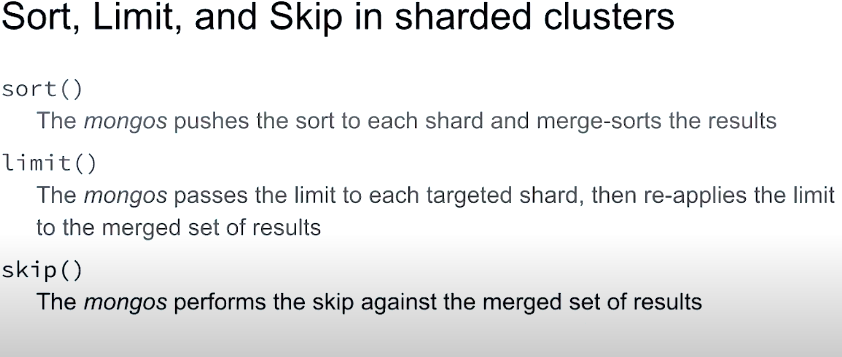 Sort, Limit, and Skip in sharded clusters
sort()
The mongos pushes the sort to each shard and merge-sorts the results
limit()
The mongos passes the limit to each targeted shard, then re-applies the limit
to the merged set of results
skip()
The mongos performs the skip against the merged set of results